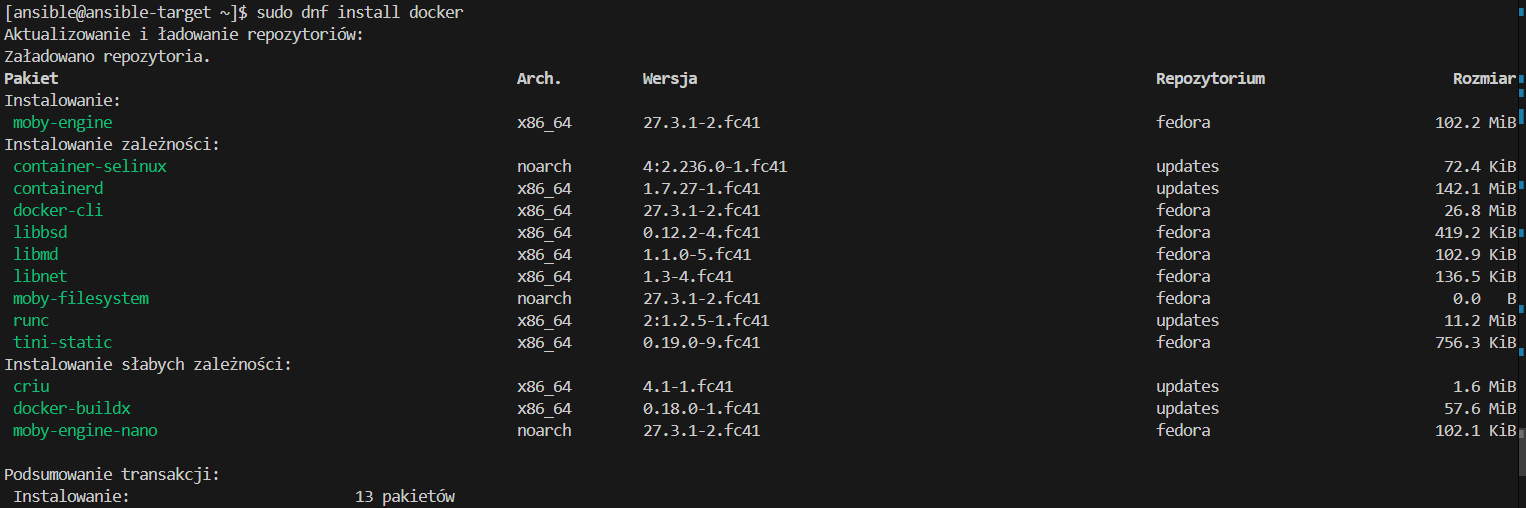 [ansible@ansible-target ~]$ sudo dnf install docker
Aktualizowanie i ładowanie repozytoriów:
Załadowano repozytoria.
Pakiet Arch. Wersja Repozytorium Rozmiar
Instalowanie:
moby-engine x86_64 27.3.1-2.fc41 fedora 102.2 MiB
Instalowanie zależności:
container-selinux noarch 4:2.236.0-1.fc41 updates 72.4 KiB
containerd x86_64 1.7.27-1.fc41 updates 142.1 MiB
docker-cli x86_64 27.3.1-2.fc41 fedora 26.8 MiB
libbsd x86_64 0.12.2-4.fc41 fedora 419.2 KiB
libmd x86_64 1.1.0-5.fc41 fedora 102.9 KiB
libnet x86_64 1.3-4.fc41 fedora 136.5 KiB
moby-filesystem noarch 27.3.1-2.fc41 fedora 0.0 B
runc x86_64 2:1.2.5-1.fc41 updates 11.2 MiB
tini-static x86_64 0.19.0-9.fc41 fedora 756.3 KiB
Instalowanie słabych zależności:
criu x86_64 4.1-1.fc41 updates 1.6 MiB
docker-buildx x86_64 0.18.0-1.fc41 updates 57.6 MiB
moby-engine-nano noarch 27.3.1-2.fc41 fedora 102.1 KiB
Podsumowanie transakcji:
Instalowanie: 13 pakietów